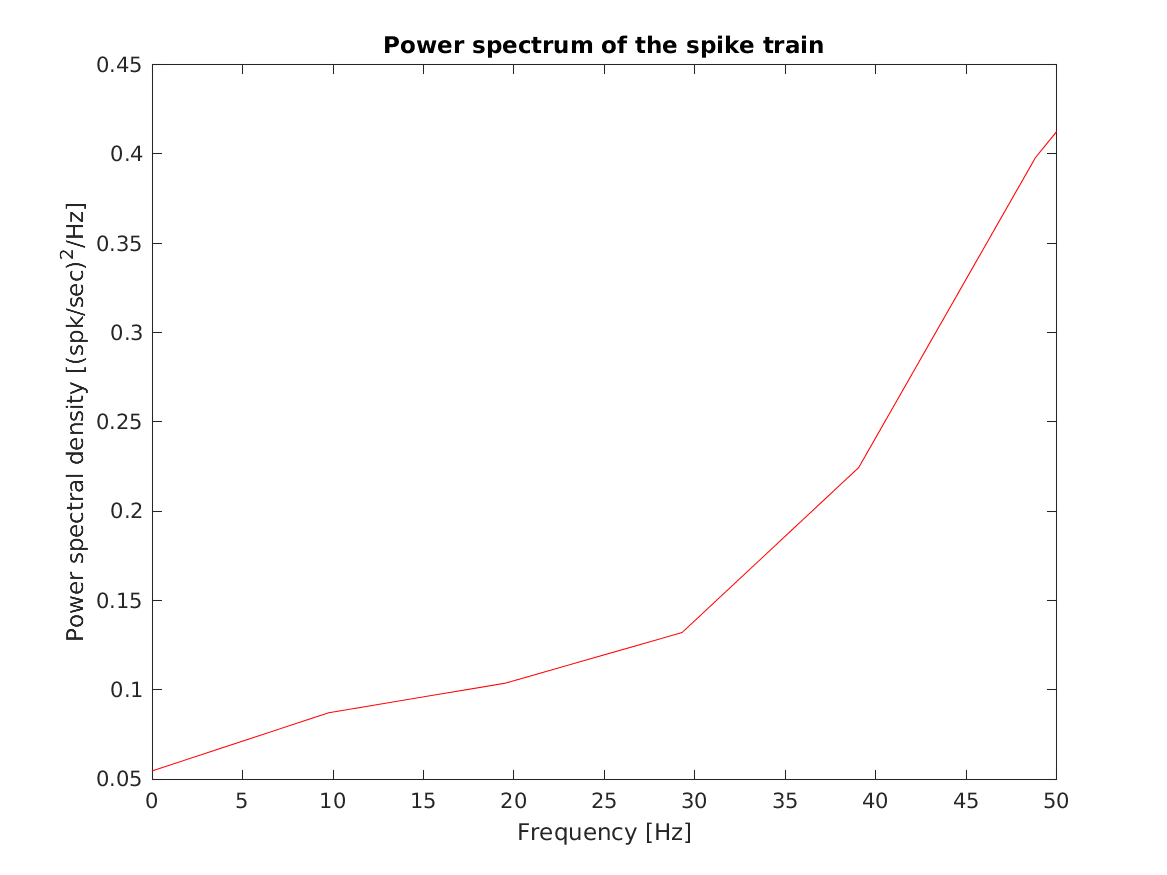 Power spectrum of the spike train
0.45
0.4
0.35
0.3
0.25
0.2
0.15
0.1
0.05
Power spectral density [(spk/sec)²/Hz]
0 5 10 15 20 25 30 35 40 45 50
Frequency [Hz]